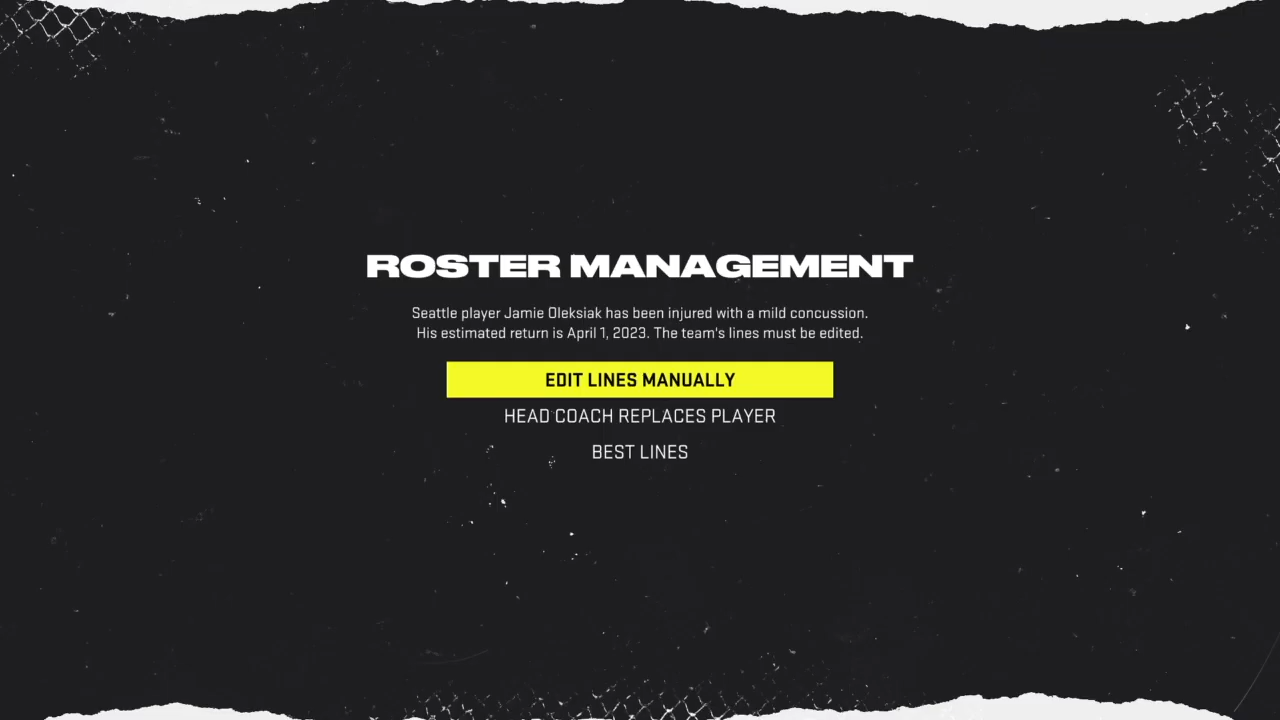 ROSTER MANAGEMENT
Seattle player Jamie Oleksiak has been injured with a mild concussion.
His estimated return is April 1, 2023. The team's lines must be edited.
EDIT LINES MANUALLY
HEAD COACH REPLACES PLAYER
BEST LINES